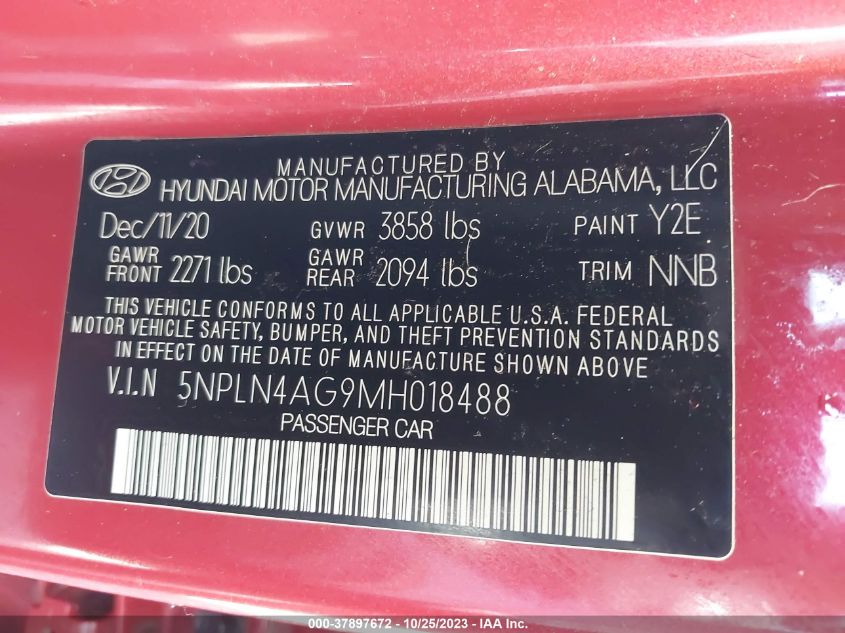 MANUFACTURED BY
HYUNDAI MOTOR MANUFACTURING ALABAMA, LLC
Dec/11/20 GVWR 3858 lbs PAINT Y2E
GAWR FRONT 2271 lbs GAWR REAR 2094 lbs TRIM NNB
THIS VEHICLE CONFORMS TO ALL APPLICABLE U.S.A. FEDERAL
MOTOR VEHICLE SAFETY, BUMPER, AND THEFT PREVENTION STANDARDS
IN EFFECT ON THE DATE OF MANUFACTURE SHOWN ABOVE
V.I.N 5NPLN4AG9MH018488
PASSENGER CAR
000-37897672 - 10/25/2023 - IAAI.COM